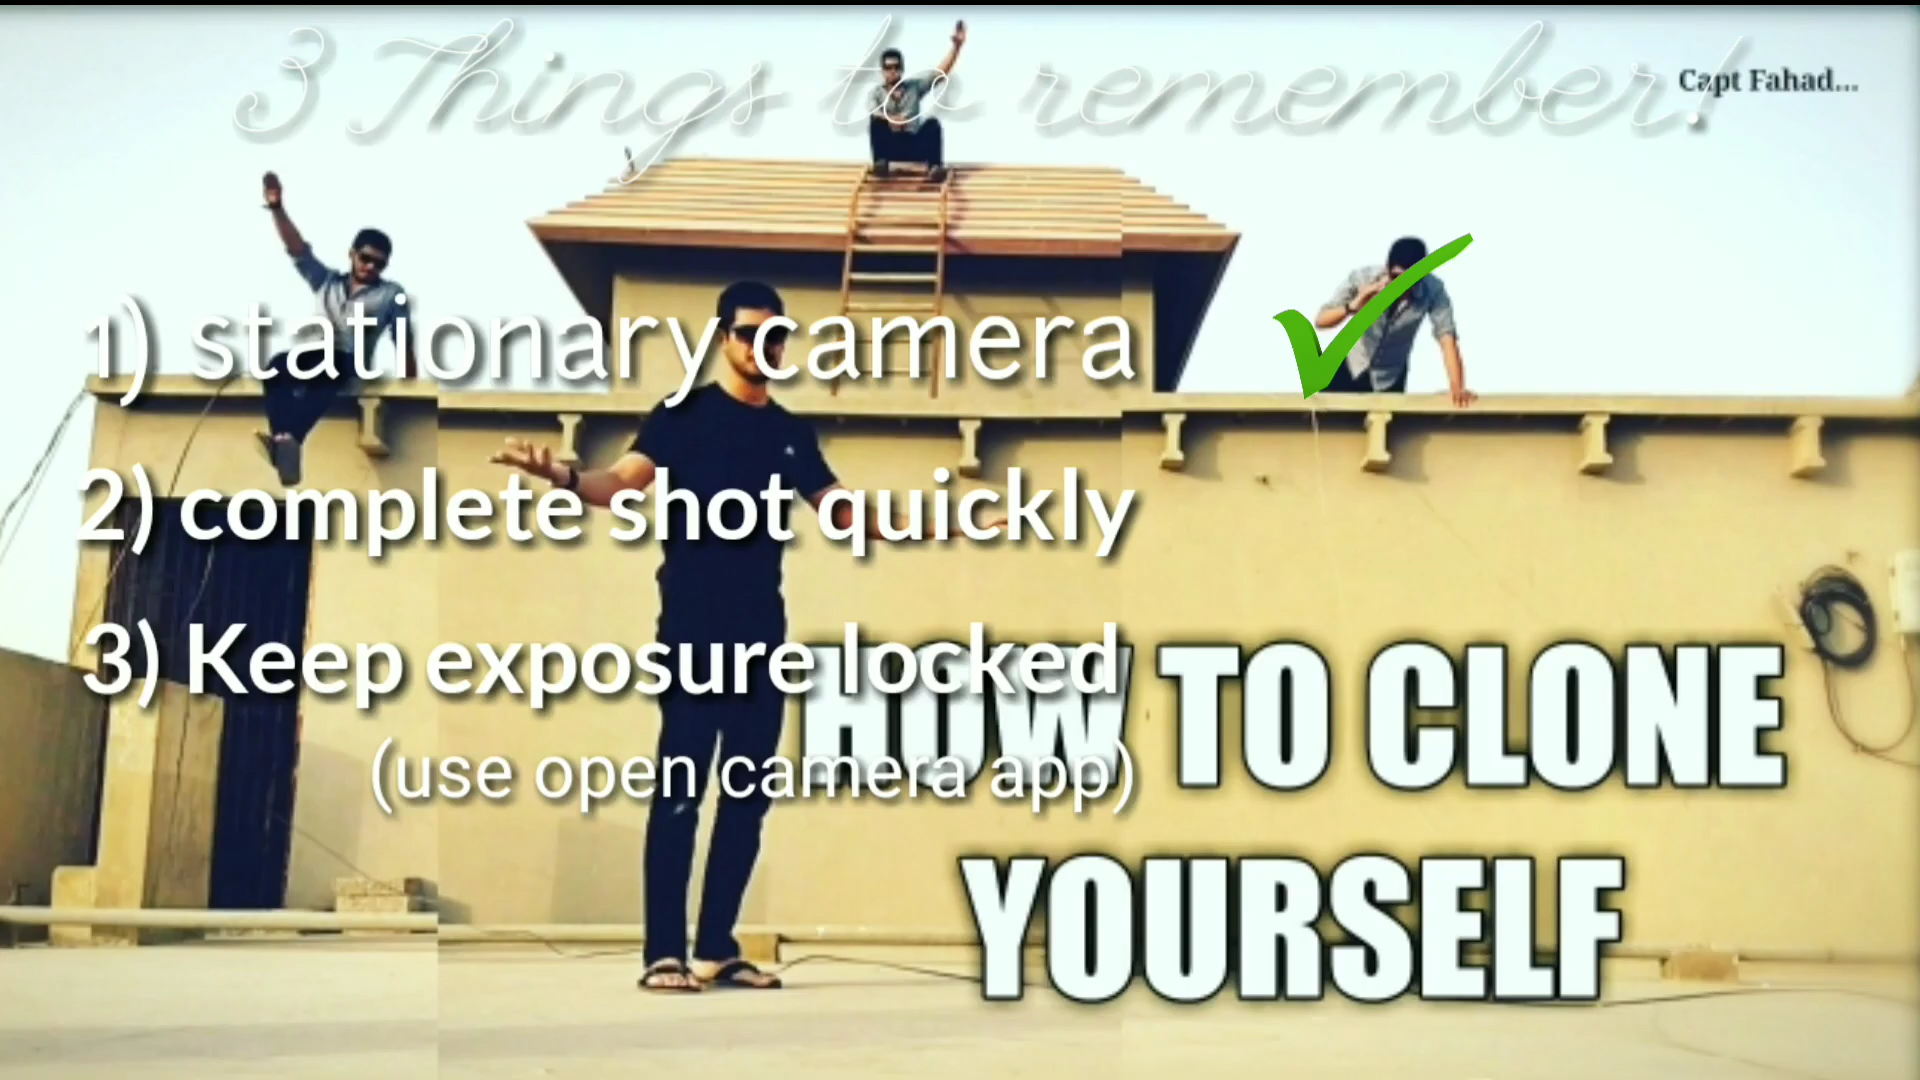 3 Things to remember!
Capt Fahad...
1) stationary camera
2) complete shot quickly
3) Keep exposure locked
(use open camera app)
HOW TO CLONE
YOURSELF